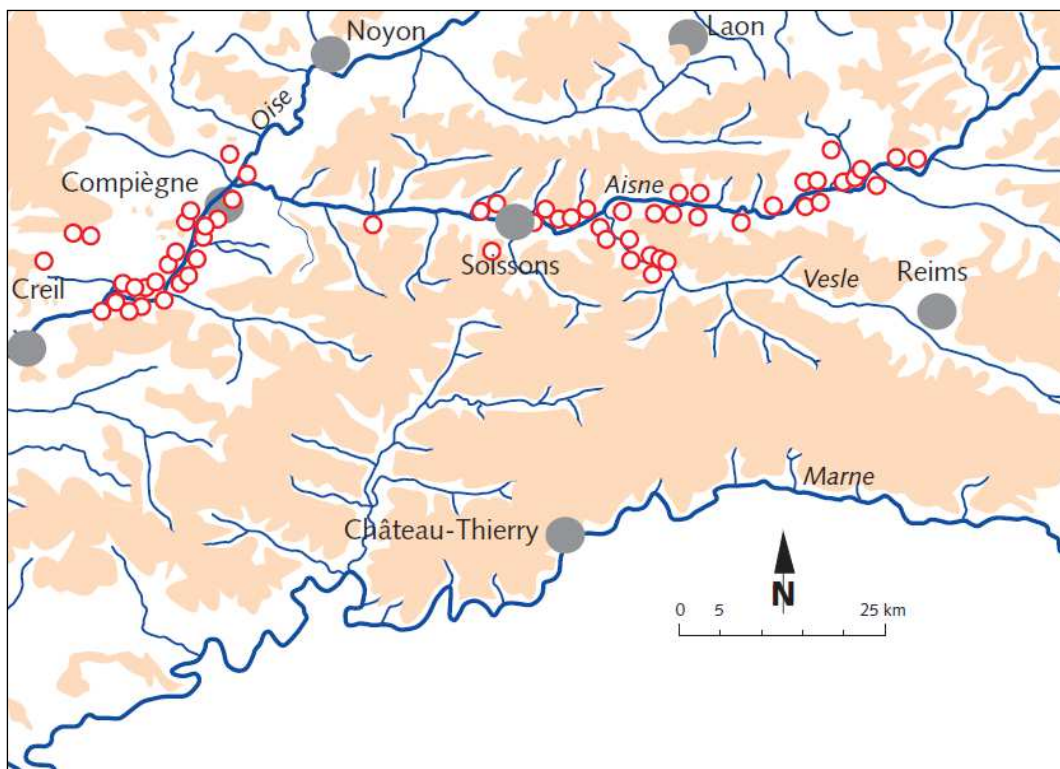 Noyon
Laon
Oise
Compiègne
Aisne
Soissons
Creil
Vesle
Reims
Marne
Château-Thierry
N
0 5 25 km